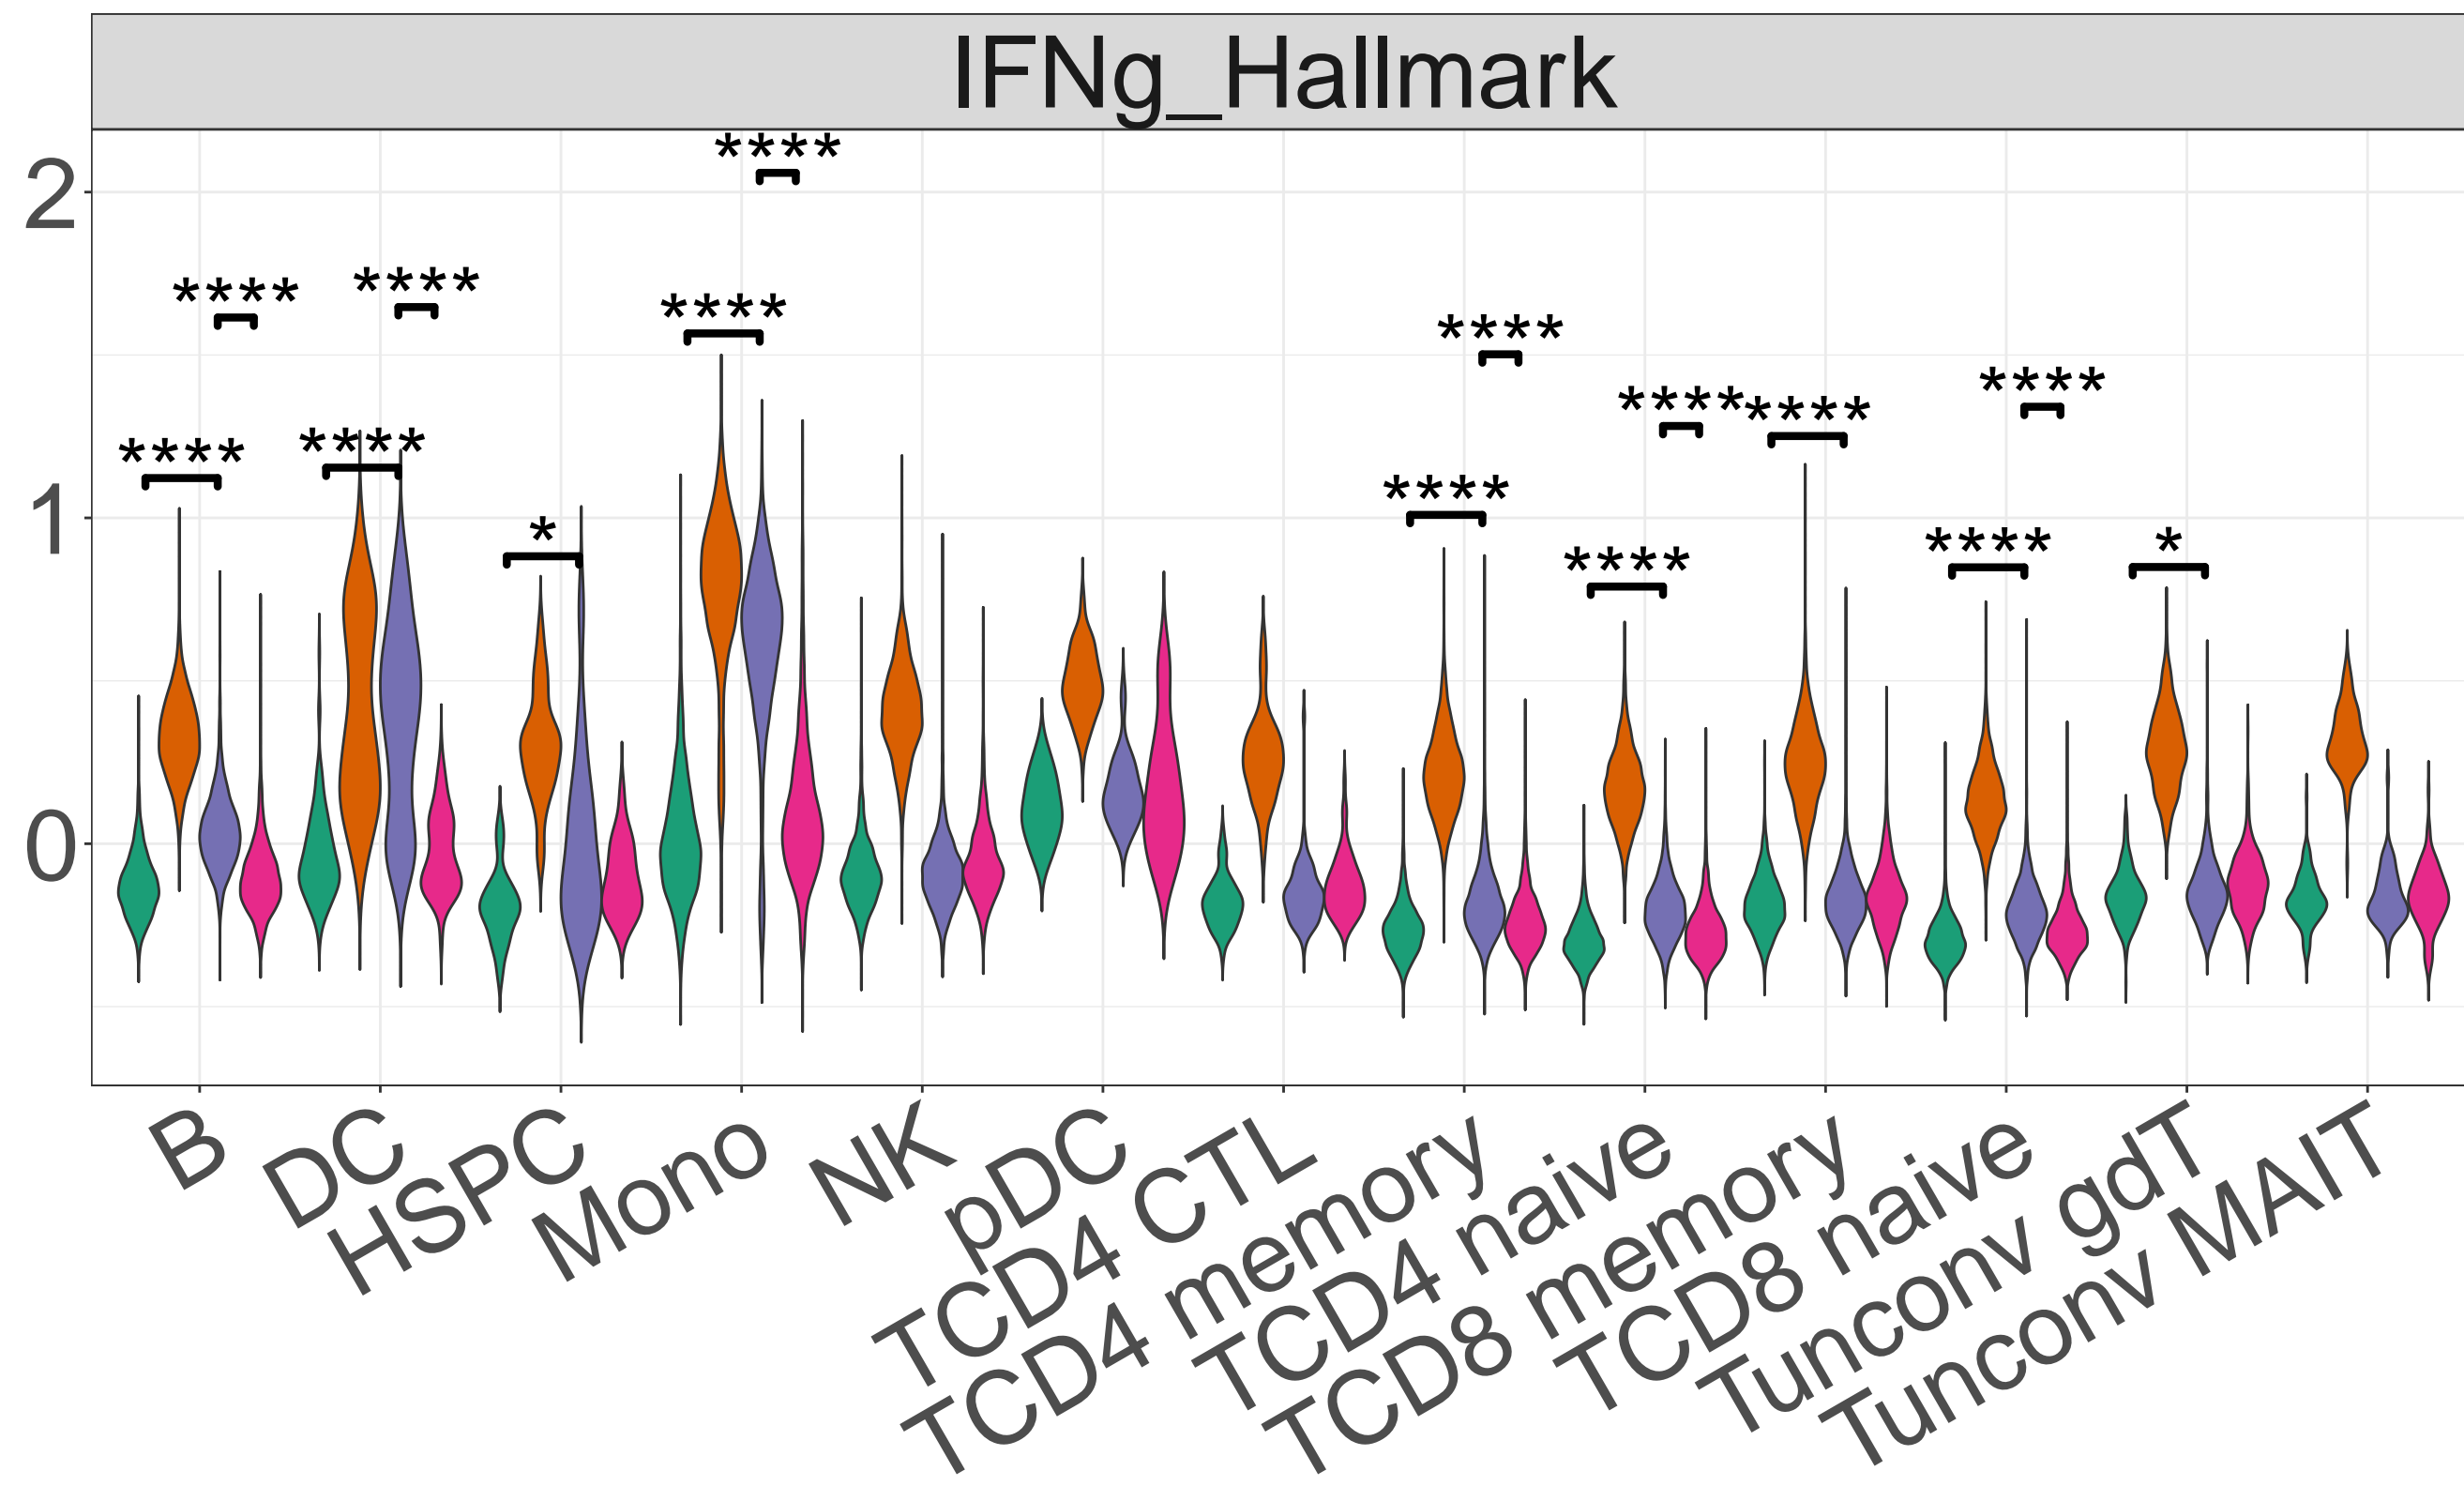 IFNg_Hallmark
2
1
0
****
****
****
****
****
****
*
****
****
****
****
****
****
****
*
B
DC
HSPC
Mono
NK
pDC
TCD4 CTL
TCD4 memory
TCD4 naive
TCD8 memory
TCD8 naive
Tunconv gdT
Tunconv MAIT